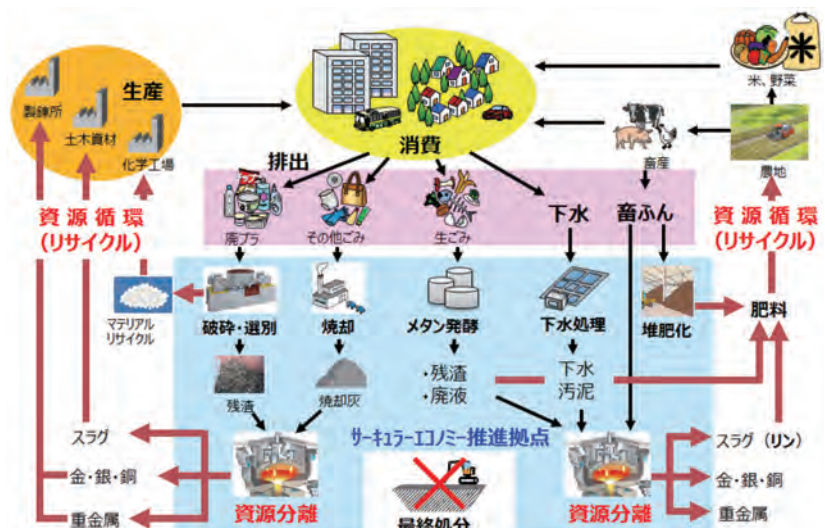 生産
製錬所
土木資材
化学工場
消費
米
米、野菜
畜産
農地
排出
廃プラ
その他ごみ
生ごみ
下水
畜ふん
資源循環
(リサイクル)
資源循環
(リサイクル)
マテリアル
リサイクル
破砕・選別
焼却
メタン発酵
下水処理
堆肥化
肥料
残渣
焼却灰
・残渣
・廃液
下水
汚泥
サーキュラーエコノミー推進拠点
スラグ
金・銀・銅
重金属
資源分離
最終処分
資源分離
スラグ(リン)
金・銀・銅
重金属